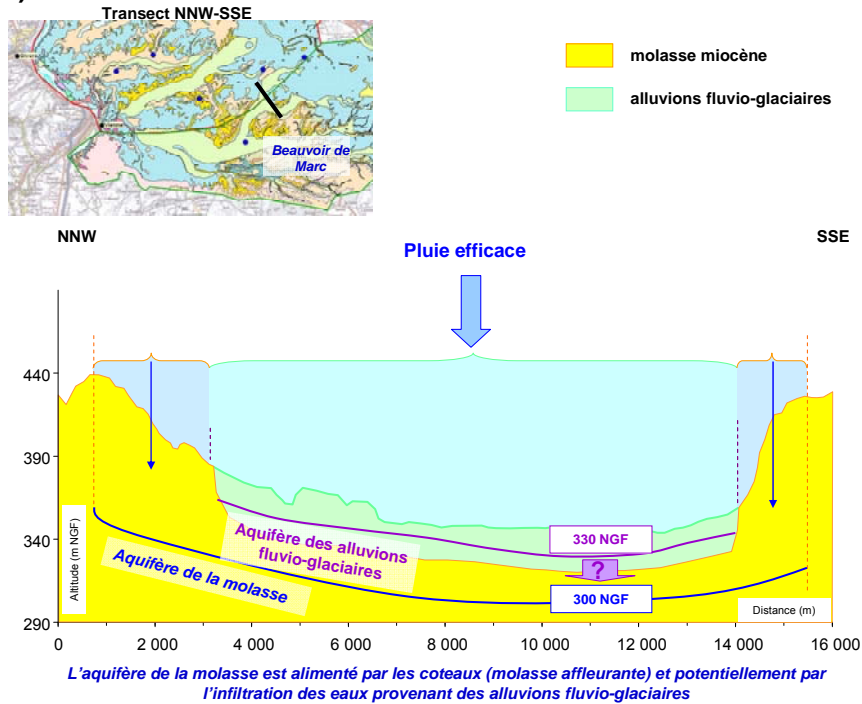 Transect NNW-SSE
molasse miocène
alluvions fluvio-glaciaires
Beauvoir de
Marc
NNW
SSE
Pluie efficace
440
390
340
290
Altitude (m NGF)
Aquifère des alluvions
fluvio-glaciaires
Aquifère de la molasse
330 NGF
?
300 NGF
Distance (m)
0
2 000
4 000
6 000
8 000
10 000
12 000
14 000
16 000
L'aquifère de la molasse est alimenté par les coteaux (molasse affleurante) et potentiellement par
l'infiltration des eaux provenant des alluvions fluvio-glaciaires